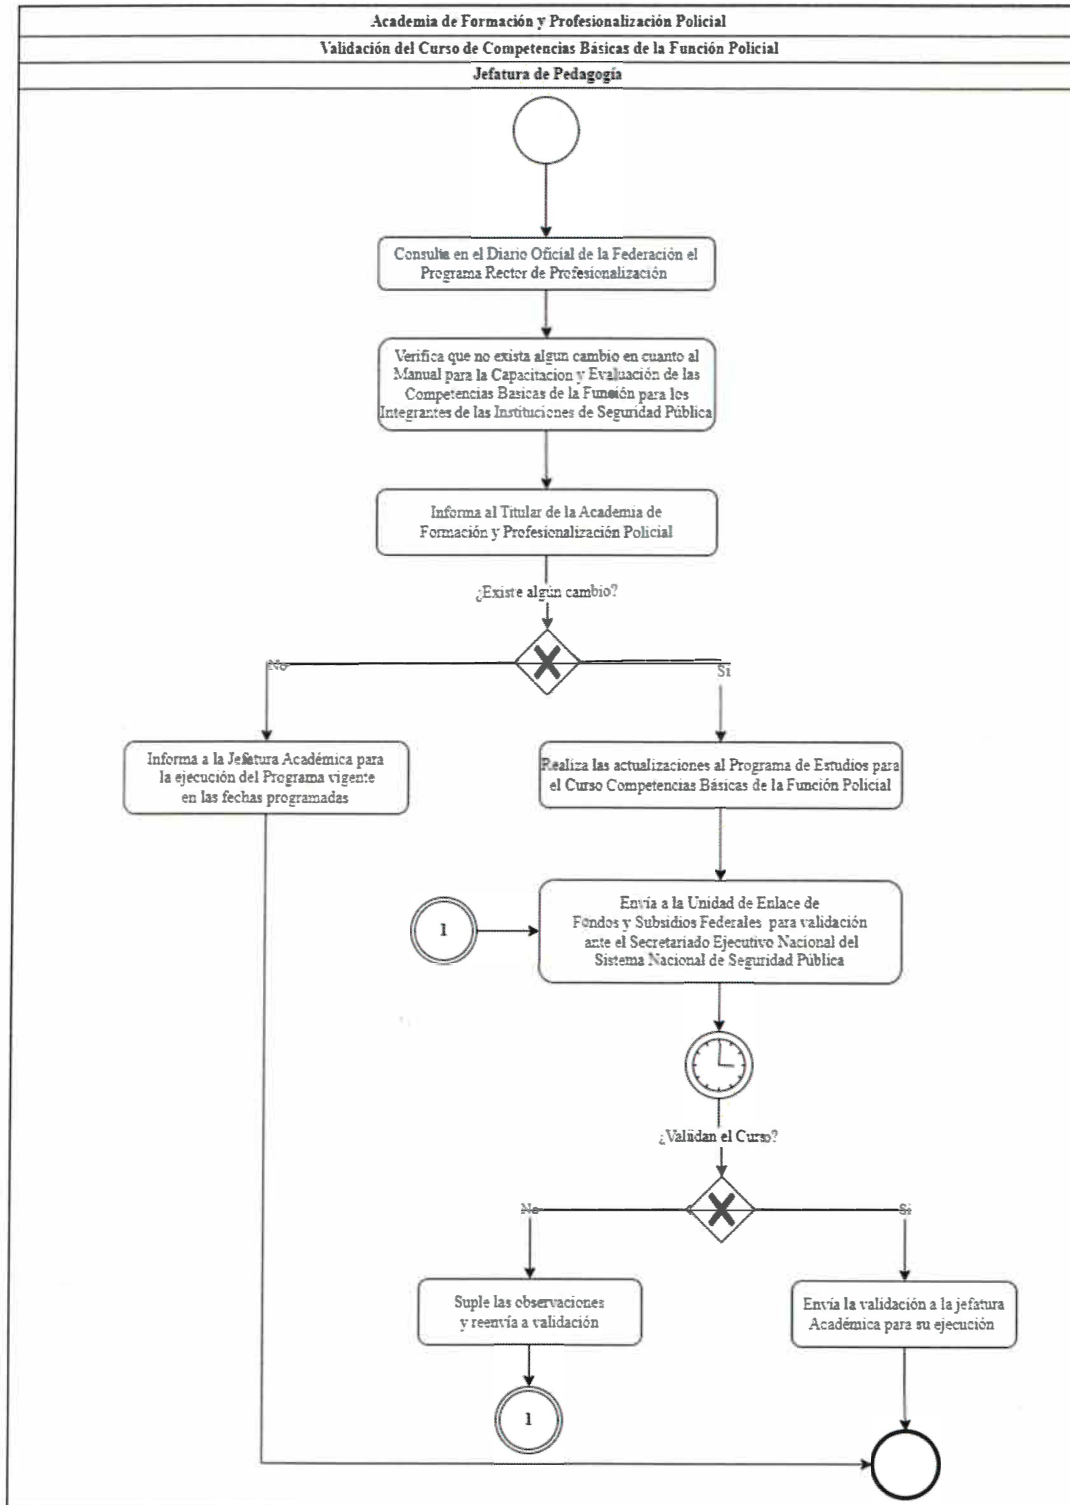 Academia de Formación y Profesionalización Policial
Validación del Curso de Competencias Básicas de la Función Policial
Jefatura de Pedagogía
Consulta en el Diario Oficial de la Federación el
Programa Rector de Profesionalización
Verifica que no exista algun cambio en cuanto al
Manual para la Capacitacion y Evaluación de las
Competencias Basicas de la Función para los
Integrantes de las Instituciones de Seguridad Pública
Informa al Titular de la Academia de
Formación y Profesionalización Policial
¿Existe algún cambio?
No
Si
Informa a la Jefatura Académica para
la ejecución del Programa vigente
en las fechas programadas
Realiza las actualizaciones al Programa de Estudios para
el Curso Competencias Básicas de la Función Policial
1
Envía a la Unidad de Enlace de
Fondos y Subsidios Federales para validación
ante el Secretariado Ejecutivo Nacional del
Sistema Nacional de Seguridad Pública
¿Validan el Curso?
No
Si
Suple las observaciones
y reenvía a validación
Envía la validación a la jefatura
Académica para su ejecución
1